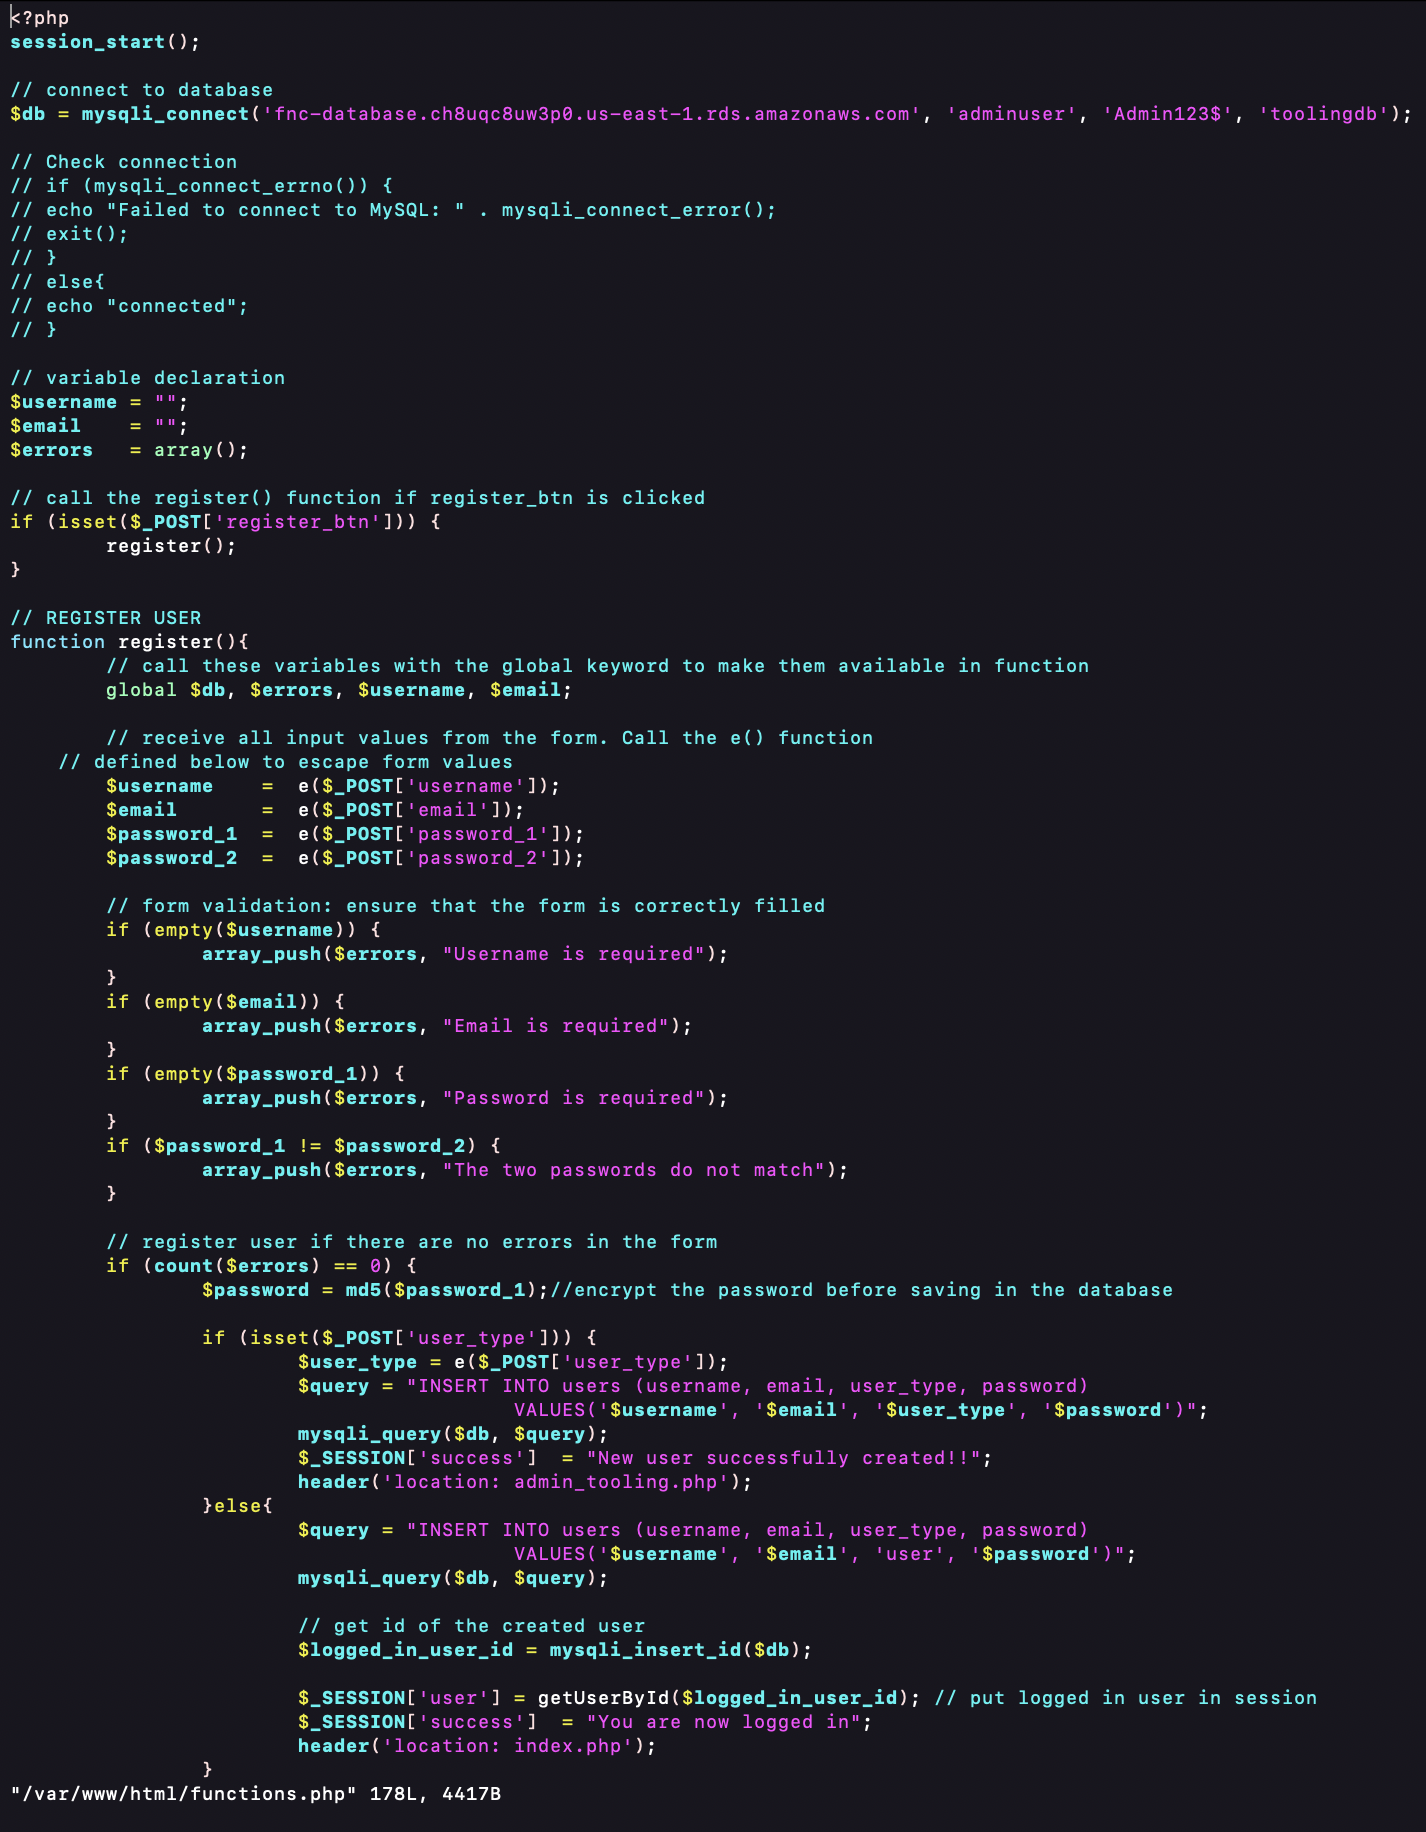 <?php
session_start();

// connect to database
$db = mysqli_connect('fnc-database.ch8uqc8uw3p0.us-east-1.rds.amazonaws.com', 'adminuser', 'Admin123$', 'toolingdb');

// Check connection
// if (mysqli_connect_errno()) {
// echo "Failed to connect to MySQL: " . mysqli_connect_error();
// exit();
// }
// else{
// echo "connected";
// }

// variable declaration
$username = "";
$email    = "";
$errors   = array();

// call the register() function if register_btn is clicked
if (isset($_POST['register_btn'])) {
        register();
}

// REGISTER USER
function register(){
        // call these variables with the global keyword to make them available in function
        global $db, $errors, $username, $email;

        // receive all input values from the form. Call the e() function
    // defined below to escape form values
        $username    =  e($_POST['username']);
        $email       =  e($_POST['email']);
        $password_1  =  e($_POST['password_1']);
        $password_2  =  e($_POST['password_2']);

        // form validation: ensure that the form is correctly filled
        if (empty($username)) {
                array_push($errors, "Username is required");
        }
        if (empty($email)) {
                array_push($errors, "Email is required");
        }
        if (empty($password_1)) {
                array_push($errors, "Password is required");
        }
        if ($password_1 != $password_2) {
                array_push($errors, "The two passwords do not match");
        }

        // register user if there are no errors in the form
        if (count($errors) == 0) {
                $password = md5($password_1);//encrypt the password before saving in the database

                if (isset($_POST['user_type'])) {
                        $user_type = e($_POST['user_type']);
                        $query = "INSERT INTO users (username, email, user_type, password)
                                          VALUES('$username', '$email', '$user_type', '$password')";
                        mysqli_query($db, $query);
                        $_SESSION['success']  = "New user successfully created!!";
                        header('location: admin_tooling.php');
                }else{
                        $query = "INSERT INTO users (username, email, user_type, password)
                                          VALUES('$username', '$email', 'user', '$password')";
                        mysqli_query($db, $query);

                        // get id of the created user
                        $logged_in_user_id = mysqli_insert_id($db);

                        $_SESSION['user'] = getUserById($logged_in_user_id); // put logged in user in session
                        $_SESSION['success']  = "You are now logged in";
                        header('location: index.php');
                }
"/var/www/html/functions.php" 178L, 4417B